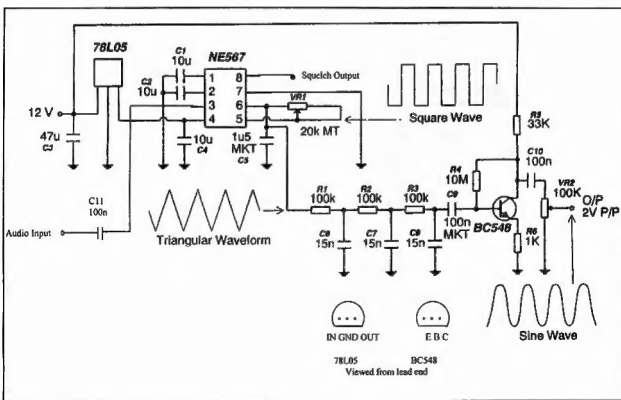 78L05
C1
10u
NE567
C2
10u
1
2
3
4
8
7
6
5
Squelch Output
VR1
20k MT
Square Wave
12 V
47u
C3
10u
C4
1u5
MKT
C5
R5
33K
C10
100n
R4
10M
VR2
100K
O/P
2V P/P
C11
100n
Audio Input
Triangular Waveform
R1
100k
R2
100k
R3
100k
C9
100n
MKT
BC548
R6
1K
C6
15n
C7
15n
C8
15n
IN GND OUT
E B C
78L05
BC548
Viewed from lead end
Sine Wave